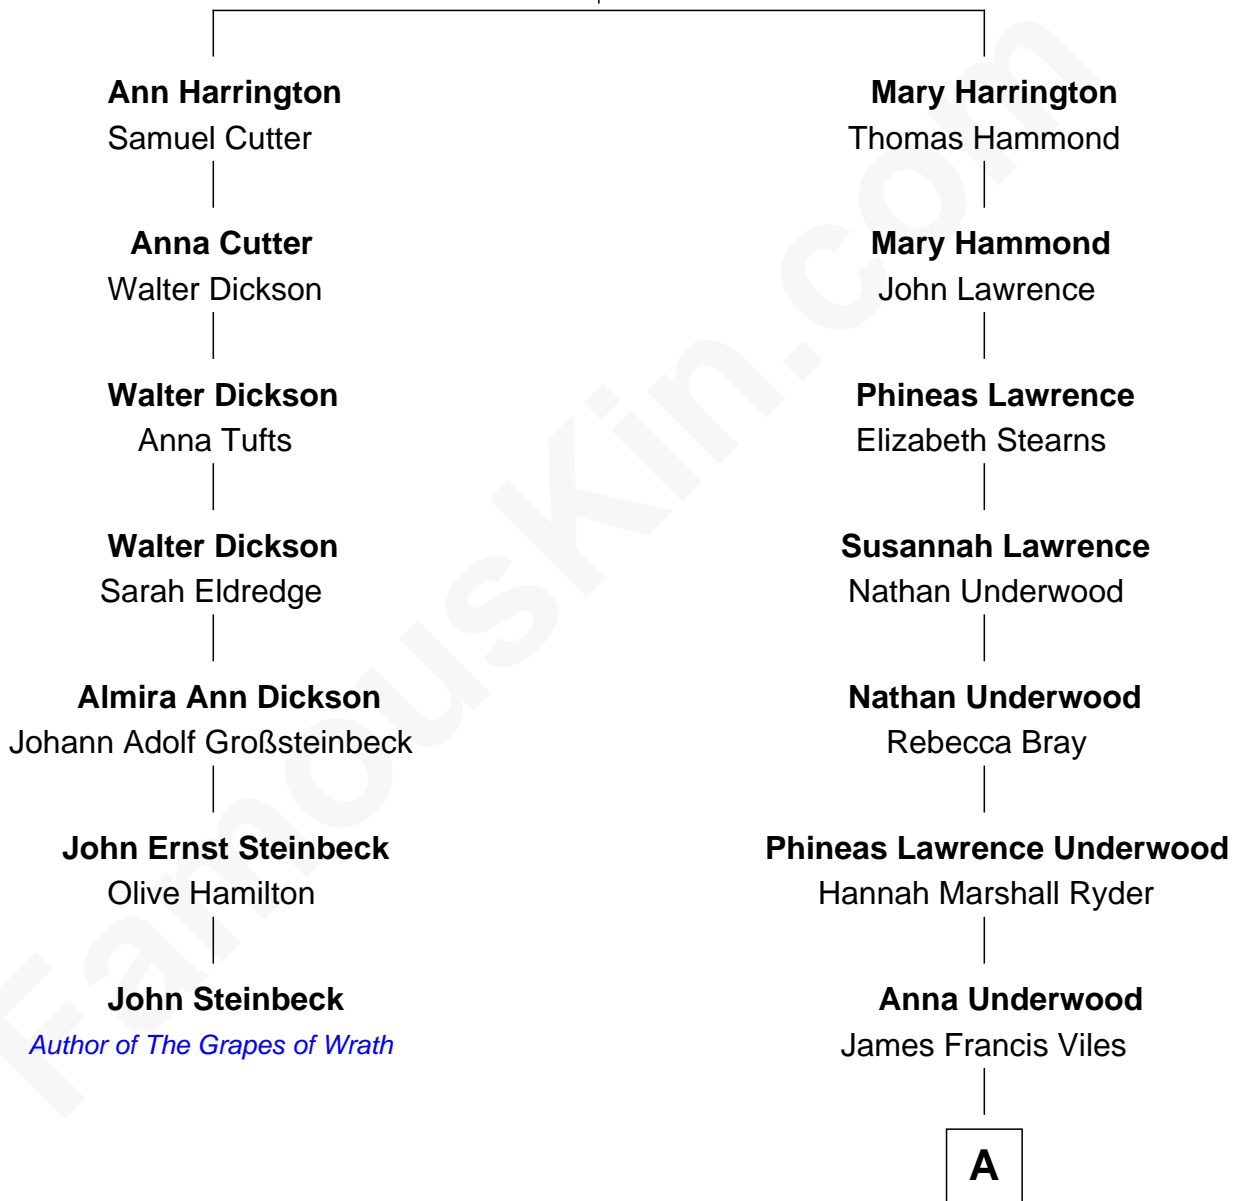 Ann Harrington
Samuel Cutter
Mary Harrington
Thomas Hammond
Anna Cutter
Walter Dickson
Mary Hammond
John Lawrence
Walter Dickson
Anna Tufts
Phineas Lawrence
Elizabeth Stearns
Walter Dickson
Sarah Eldredge
Susannah Lawrence
Nathan Underwood
Almira Ann Dickson
Johann Adolf Großsteinbeck
Nathan Underwood
Rebecca Bray
John Ernst Steinbeck
Olive Hamilton
Phineas Lawrence Underwood
Hannah Marshall Ryder
John Steinbeck
Author of The Grapes of Wrath
Anna Underwood
James Francis Viles
A
FamousKin.com